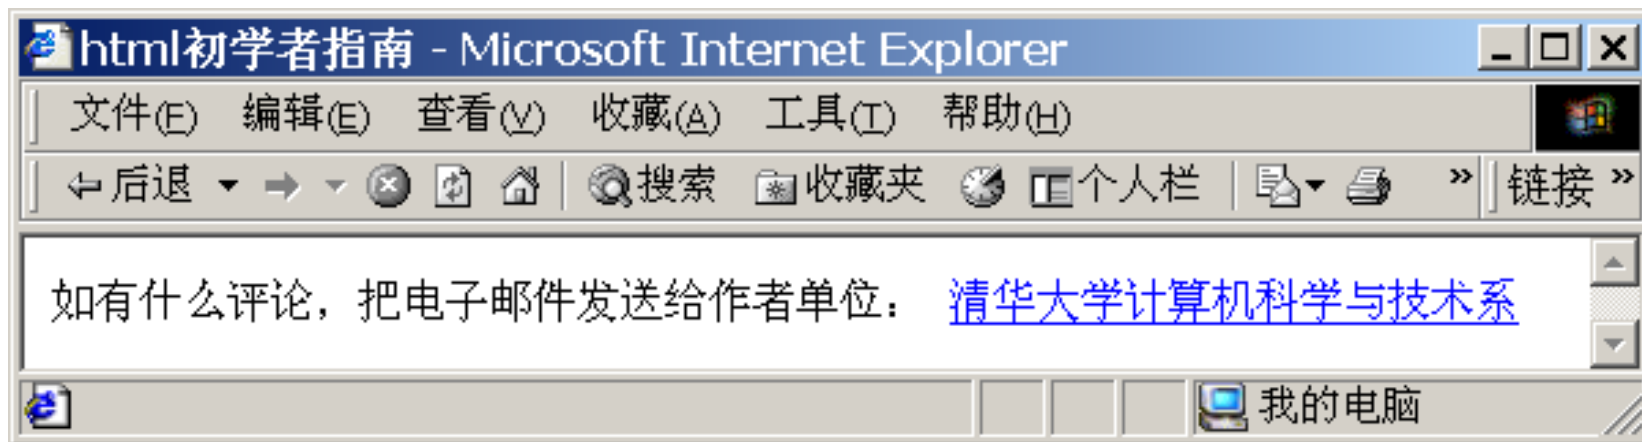 html初学者指南 - Microsoft Internet Explorer
文件(F) 编辑(E) 查看(V) 收藏(A) 工具(T) 帮助(H)
后退 搜索 收藏夹 个人栏 » 链接 »
如有什么评论，把电子邮件发送给作者单位： 清华大学计算机科学与技术系
我的电脑